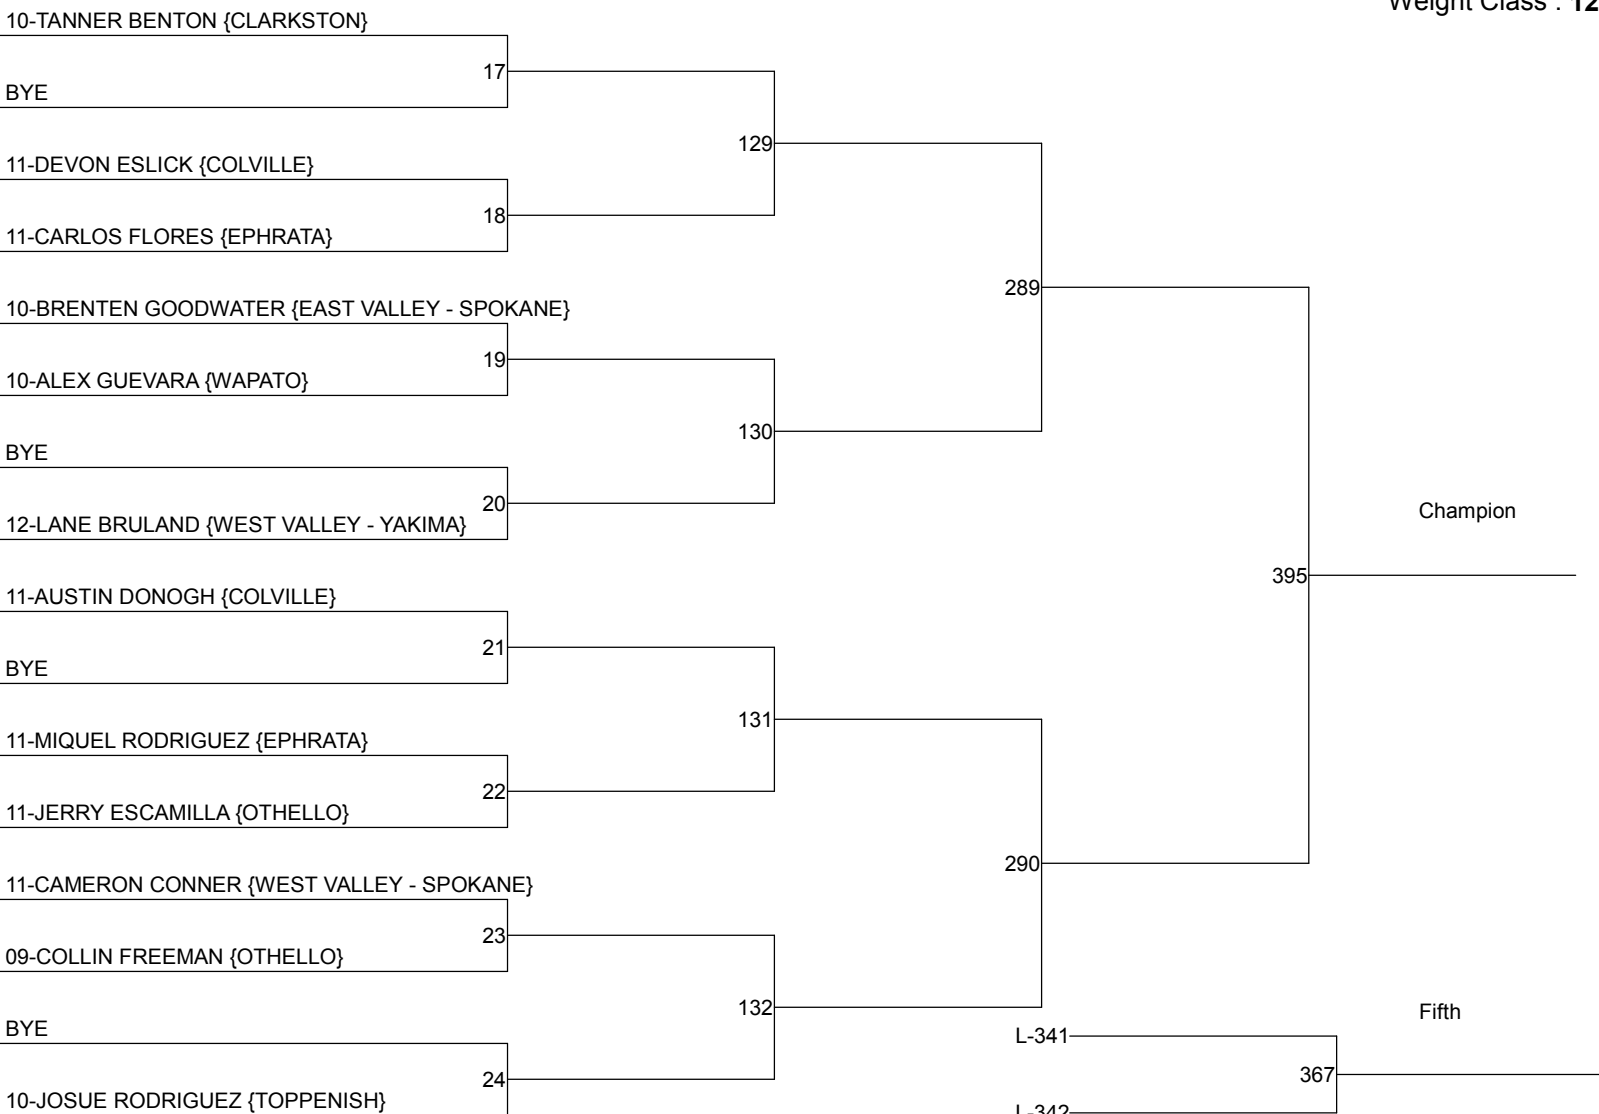 Weight Class : 12
10-TANNER BENTON {CLARKSTON}
17
BYE
129
11-DEVON ESLICK {COLVILLE}
18
11-CARLOS FLORES {EPHRATA}
289
10-BRENTEN GOODWATER {EAST VALLEY - SPOKANE}
19
10-ALEX GUEVARA {WAPATO}
130
BYE
20
12-LANE BRULAND {WEST VALLEY - YAKIMA}
Champion
395
11-AUSTIN DONOGH {COLVILLE}
21
BYE
131
11-MIQUEL RODRIGUEZ {EPHRATA}
22
11-JERRY ESCAMILLA {OTHELLO}
290
11-CAMERON CONNER {WEST VALLEY - SPOKANE}
23
09-COLLIN FREEMAN {OTHELLO}
132
Fifth
BYE
L-341
24
367
10-JOSUE RODRIGUEZ {TOPPENISH}
L-342